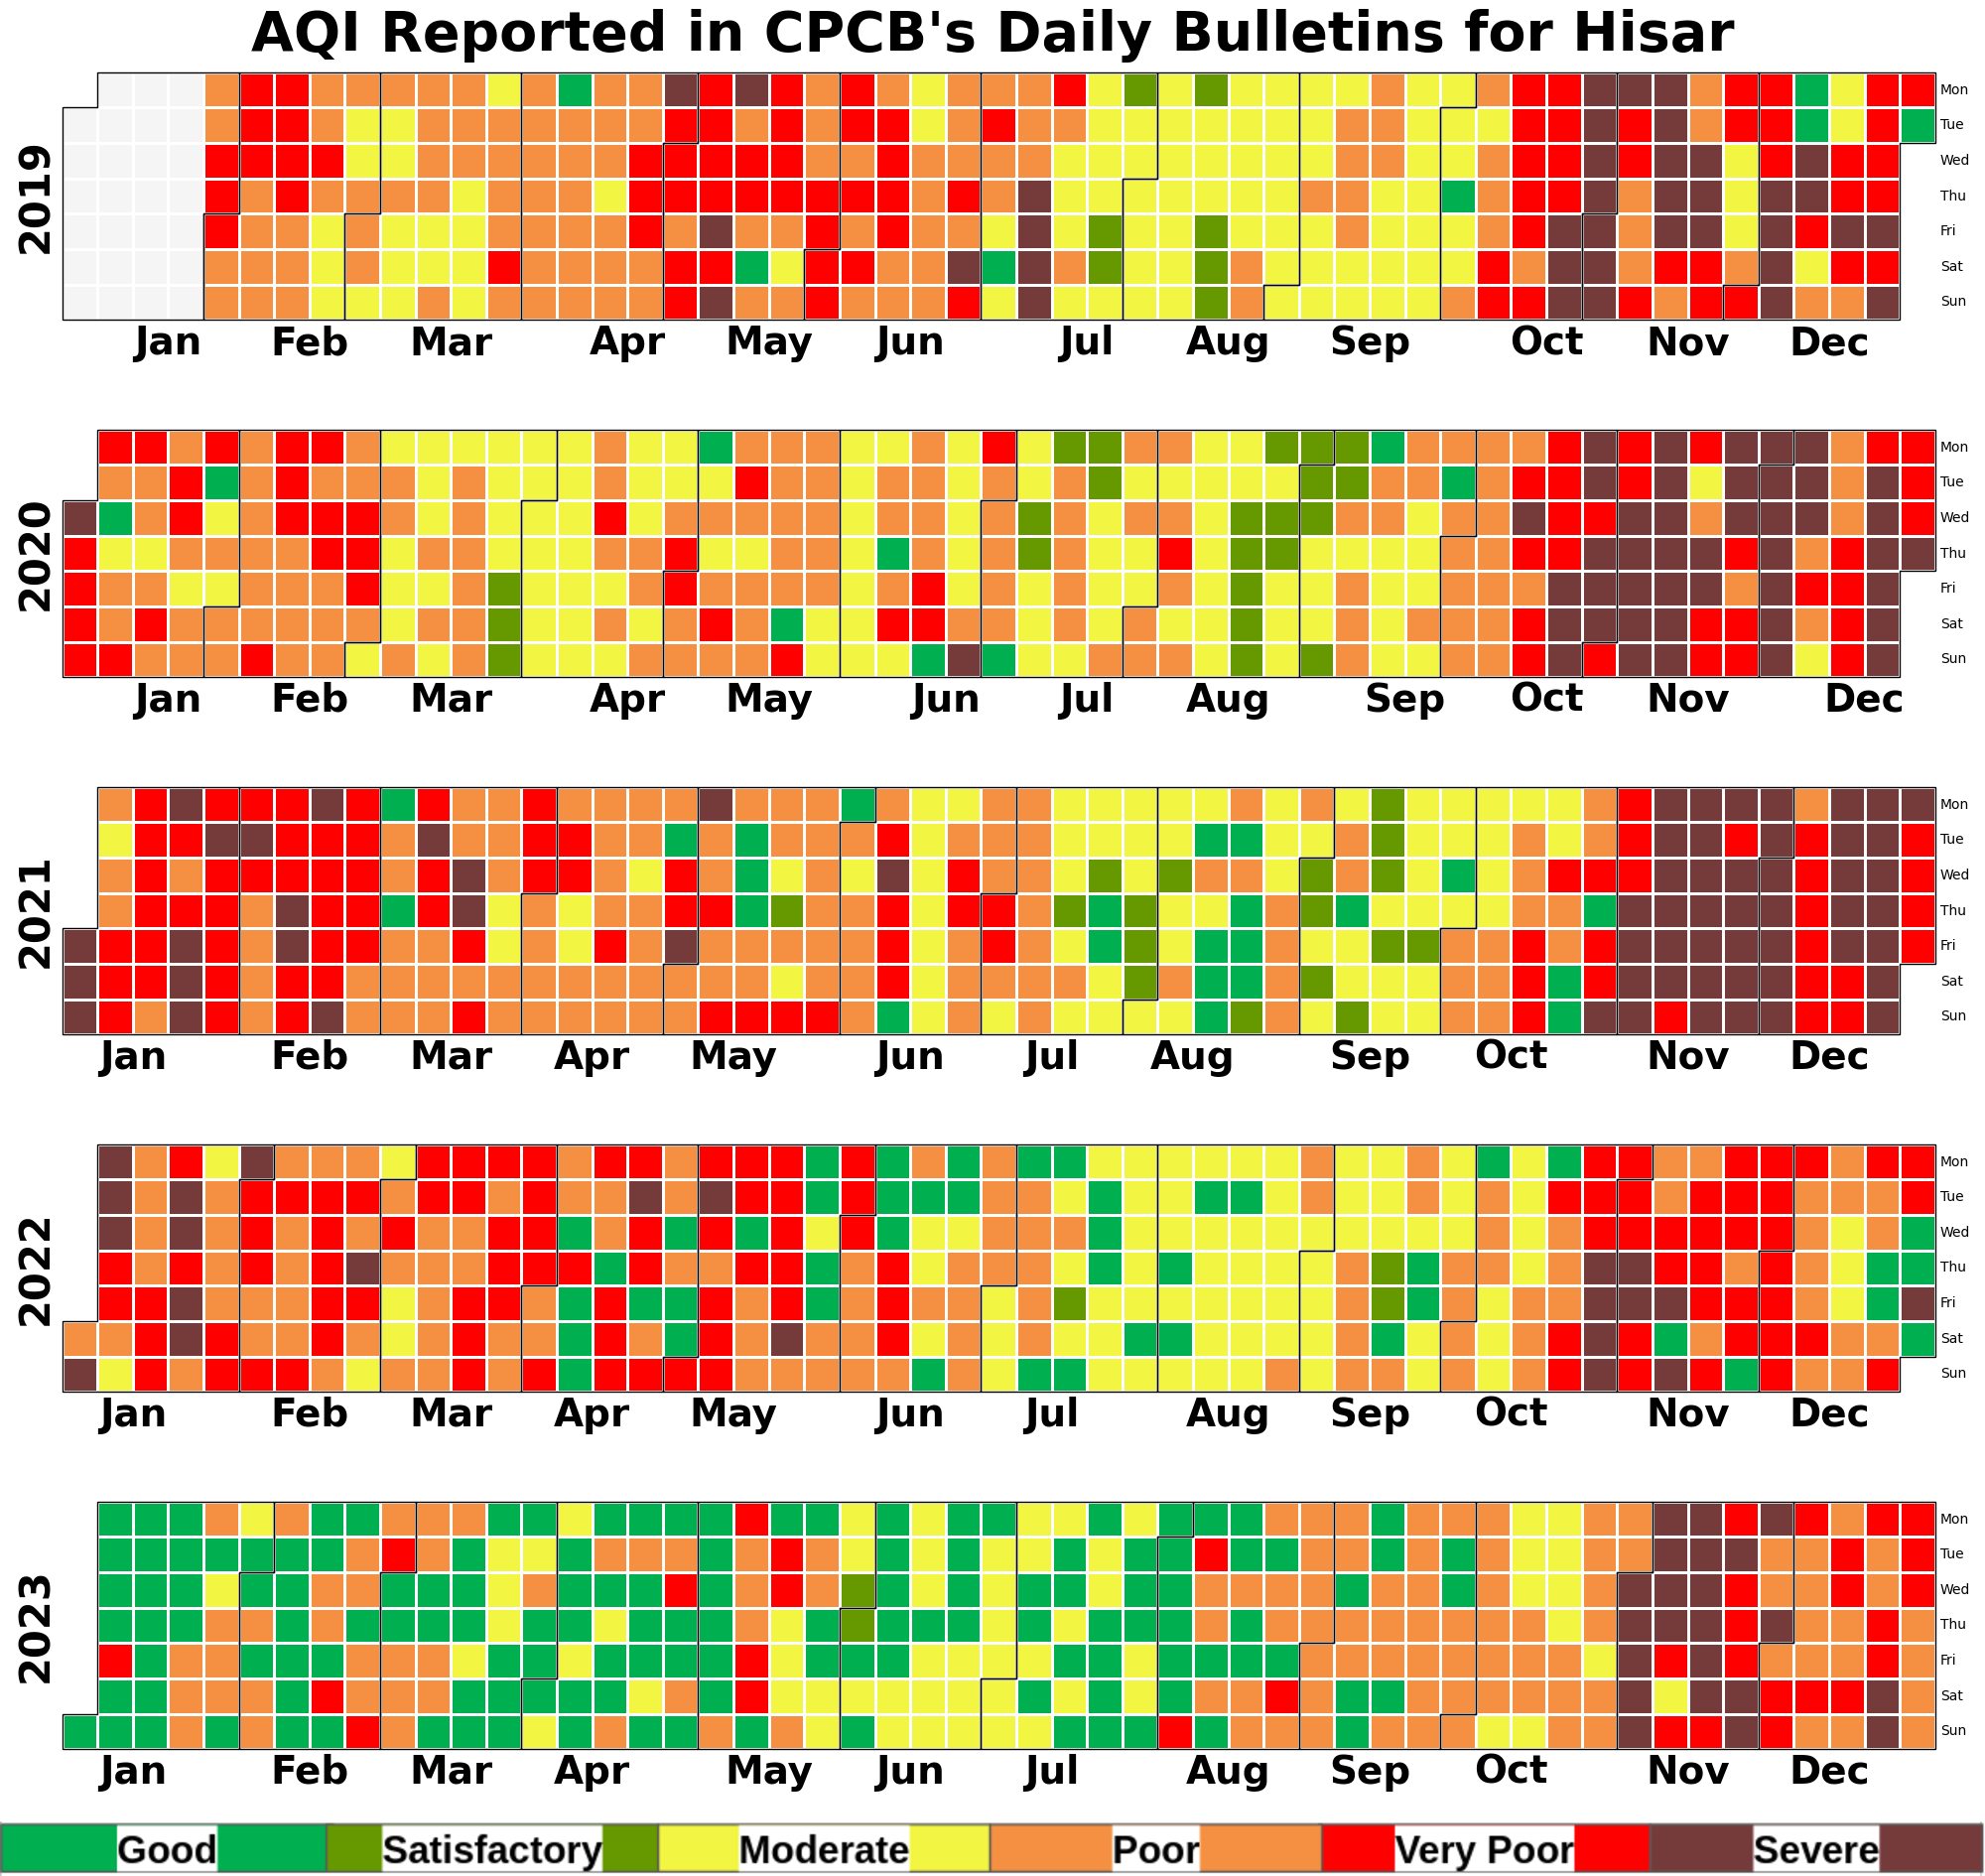 AQI Reported in CPCB's Daily Bulletins for Hisar
2019
Mon
Tue
Wed
Thu
Fri
Sat
Sun
Jan Feb Mar Apr May Jun Jul Aug Sep Oct Nov Dec
2020
Mon
Tue
Wed
Thu
Fri
Sat
Sun
Jan Feb Mar Apr May Jun Jul Aug Sep Oct Nov Dec
2021
Mon
Tue
Wed
Thu
Fri
Sat
Sun
Jan Feb Mar Apr May Jun Jul Aug Sep Oct Nov Dec
2022
Mon
Tue
Wed
Thu
Fri
Sat
Sun
Jan Feb Mar Apr May Jun Jul Aug Sep Oct Nov Dec
2023
Mon
Tue
Wed
Thu
Fri
Sat
Sun
Jan Feb Mar Apr May Jun Jul Aug Sep Oct Nov Dec
Good Satisfactory Moderate Poor Very Poor Severe